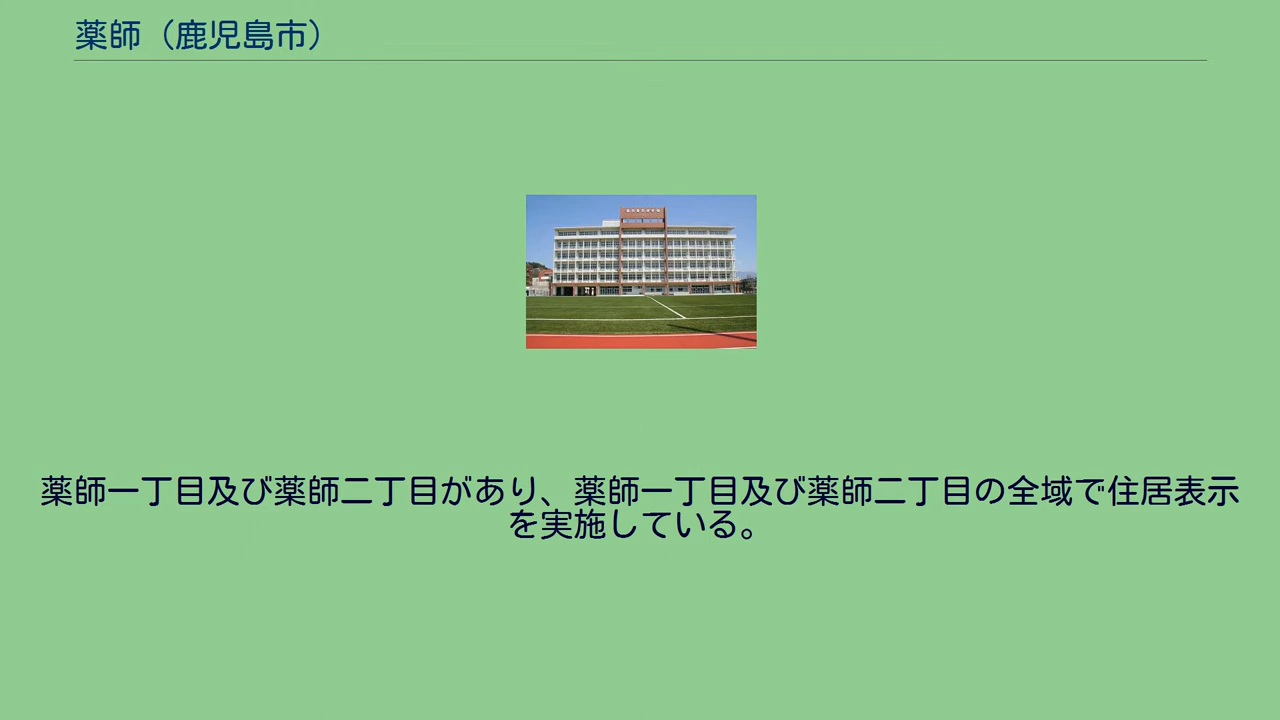 薬師（鹿児島市）
薬師一丁目及び薬師二丁目があり、薬師一丁目及び薬師二丁目の全域で住居表示
を実施している。